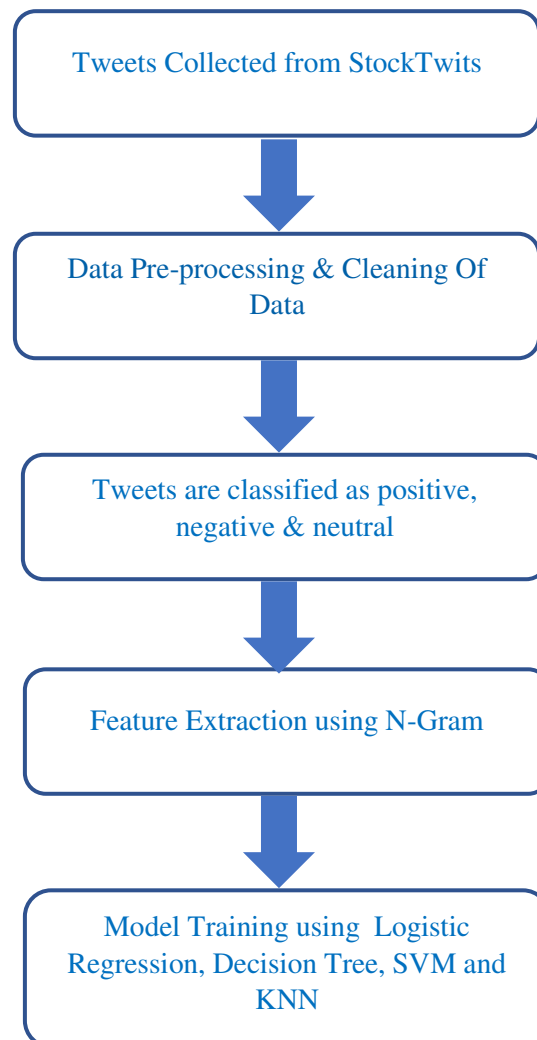 Tweets Collected from StockTwits
Data Pre-processing & Cleaning Of
Data
Tweets are classified as positive,
negative & neutral
Feature Extraction using N-Gram
Model Training using Logistic
Regression, Decision Tree, SVM and
KNN